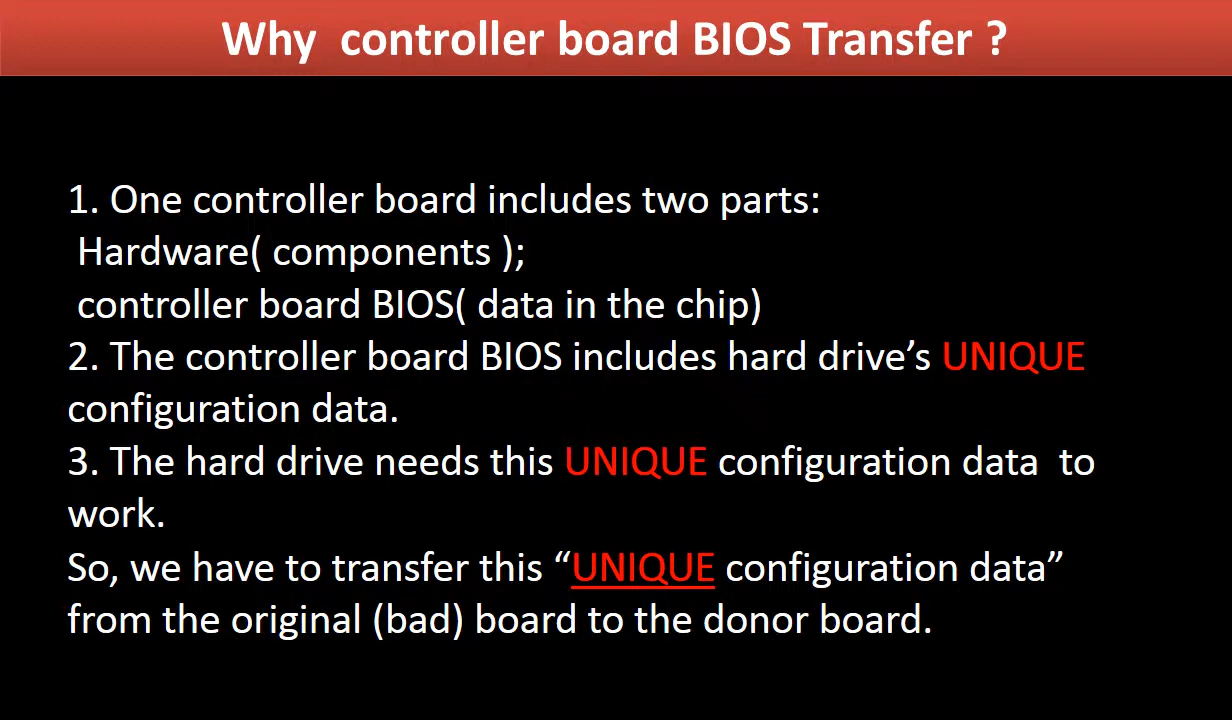 Why  controller board BIOS Transfer ?
1. One controller board includes two parts:
Hardware( components );
controller board BIOS( data in the chip)
2. The controller board BIOS includes hard drive’s UNIQUE
configuration data.
3. The hard drive needs this UNIQUE configuration data  to
work.
So, we have to transfer this “UNIQUE configuration data”
from the original (bad) board to the donor board.